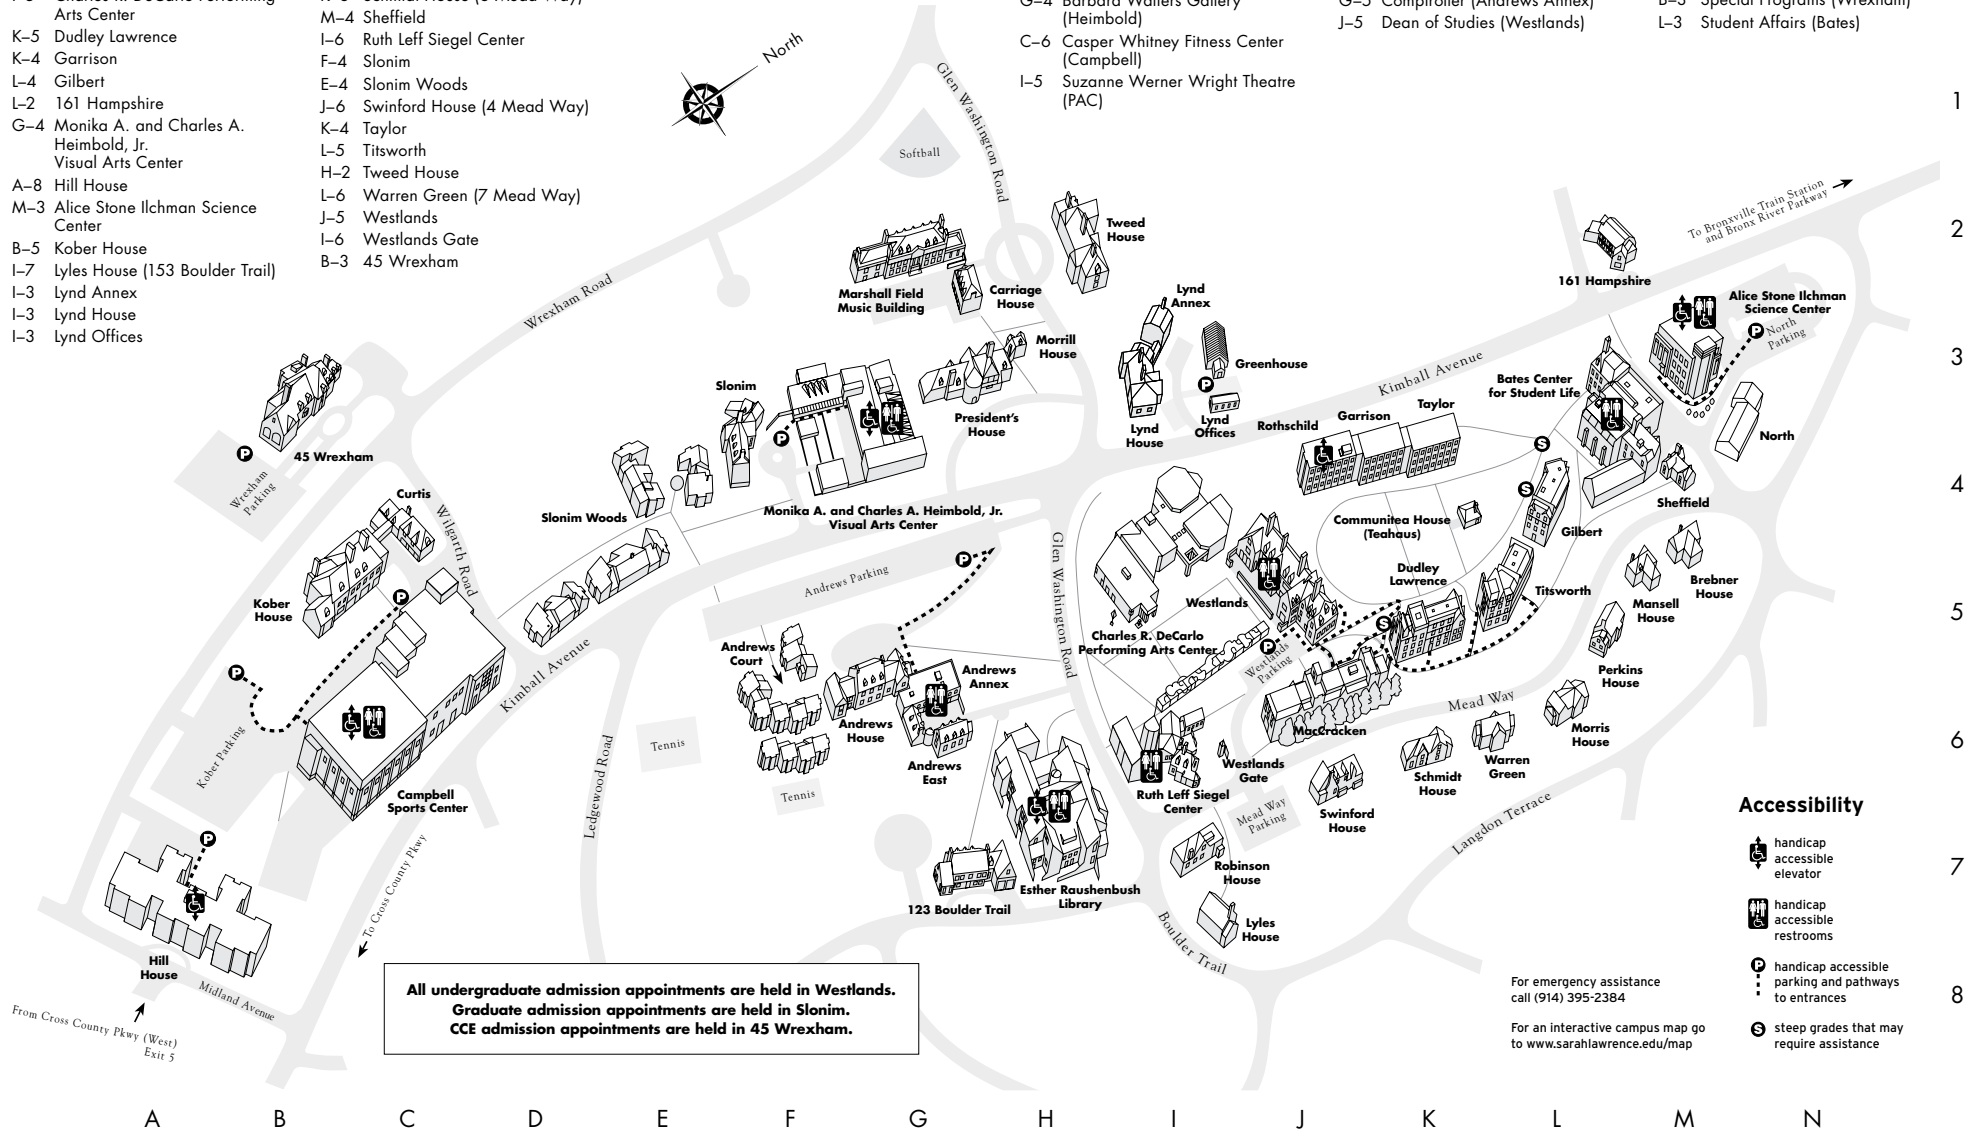 Arts Center
K–5 Dudley Lawrence
K–4 Garrison
L–4 Gilbert
L–2 161 Hampshire
G–4 Monika A. and Charles A.
Heimbold, Jr.
Visual Arts Center
A–8 Hill House
M–3 Alice Stone Ilchman Science
Center
B–5 Kober House
I–7 Lyles House (153 Boulder Trail)
I–3 Lynd Annex
I–3 Lynd House
I–3 Lynd Offices
M–4 Sheffield
I–6 Ruth Leff Siegel Center
F–4 Slonim
E–4 Slonim Woods
J–6 Swinford House (4 Mead Way)
K–4 Taylor
L–5 Titsworth
H–2 Tweed House
L–6 Warren Green (7 Mead Way)
J–5 Westlands
I–6 Westlands Gate
B–3 45 Wrexham
G–4 Barbara Walters Gallery
(Heimbold)
C–6 Casper Whitney Fitness Center
(Campbell)
I–5 Suzanne Werner Wright Theatre
(PAC)
G–5 Comptroller (Andrews Annex)
J–5 Dean of Studies (Westlands)
B–3 Special Programs (Wrexham)
L–3 Student Affairs (Bates)
North
Glen Washington Road
Softball
1
2
3
4
5
6
7
8
To Bronxville Train Station
and Bronx River Parkway
Tweed
House
161 Hampshire
Marshall Field
Music Building
Carriage
House
Lynd
Annex
Alice Stone Ilchman
Science Center
P
North
Parking
Wrexham Road
Morrill
House
Greenhouse
P
Kimball Avenue
Slonim
Bates Center
for Student Life
President's
House
Lynd
House
Lynd
Offices
Rothschild
Garrison
Taylor
North
P
45 Wrexham
P
Wrexham
Parking
S
S
Curtis
Wilgarth Road
Slonim Woods
Monika A. and Charles A. Heimbold, Jr.
Visual Arts Center
Communitea House
(Teahaus)
Gilbert
Sheffield
Glen Washington Road
P
Andrews Parking
Kober
House
P
Westlands
Dudley
Lawrence
Titsworth
Brebner
House
Mansell
House
Charles R. DeCarlo
Performing Arts Center
P
Westlands
Parking
S
Perkins
House
Kimball Avenue
Andrews
Court
Andrews
Annex
Andrews
House
Andrews
East
P
Kober Parking
Tennis
Tennis
Ledgewood Road
Mead Way
MacCracken
Morris
House
Warren
Green
Schmidt
House
Westlands
Gate
Ruth Leff Siegel
Center
Mead Way
Parking
Swinford
House
Langdon Terrace
Campbell
Sports Center
To Cross County Pkwy
P
Hill
House
Midland Avenue
From Cross County Pkwy (West)
Exit 5
123 Boulder Trail
Esther Raushenbush
Library
Robinson
House
Lyles
House
Boulder Trail
All undergraduate admission appointments are held in Westlands.
Graduate admission appointments are held in Slonim.
CCE admission appointments are held in 45 Wrexham.
For emergency assistance
call (914) 395-2384
For an interactive campus map go
to www.sarahlawrence.edu/map
Accessibility
handicap
accessible
elevator
handicap
accessible
restrooms
P handicap accessible
parking and pathways
to entrances
S steep grades that may
require assistance
A B C D E F G H I J K L M N